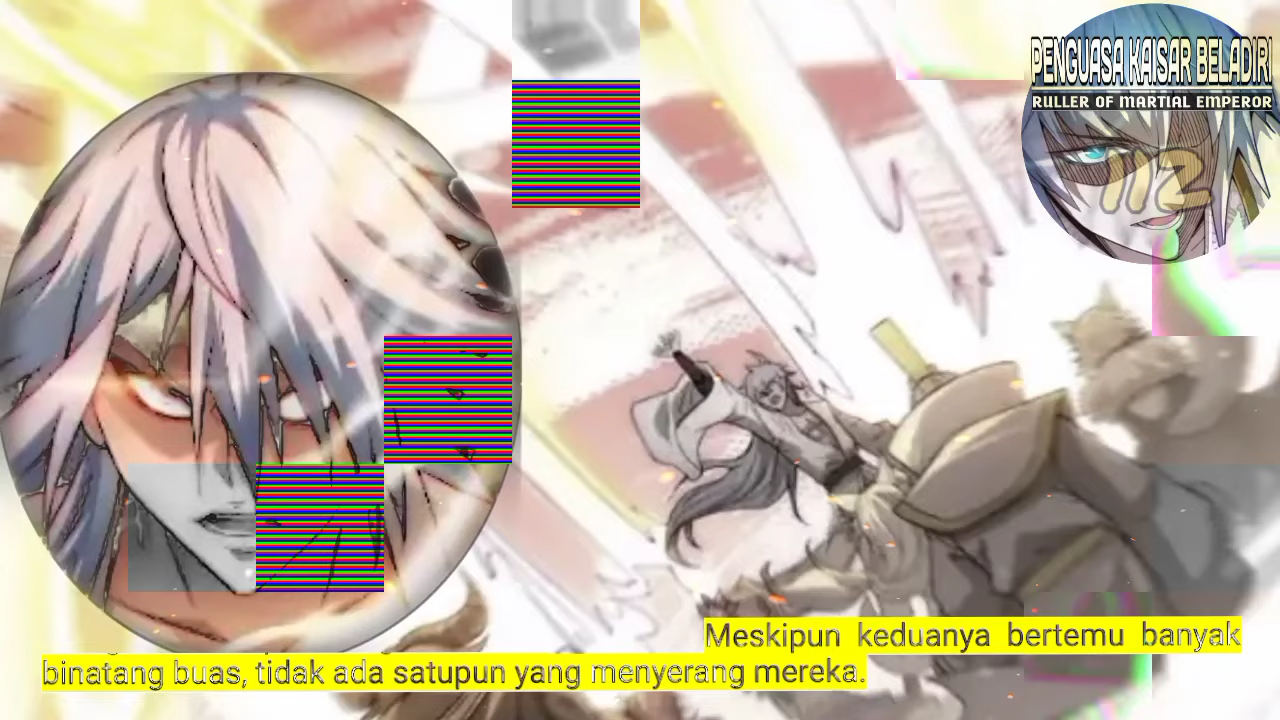 PENGUASA KAISAR BELADIRI
RULLER OF MARTIAL EMPEROR
112
Meskipun keduanya bertemu banyak
binatang buas, tidak ada satupun yang menyerang mereka.